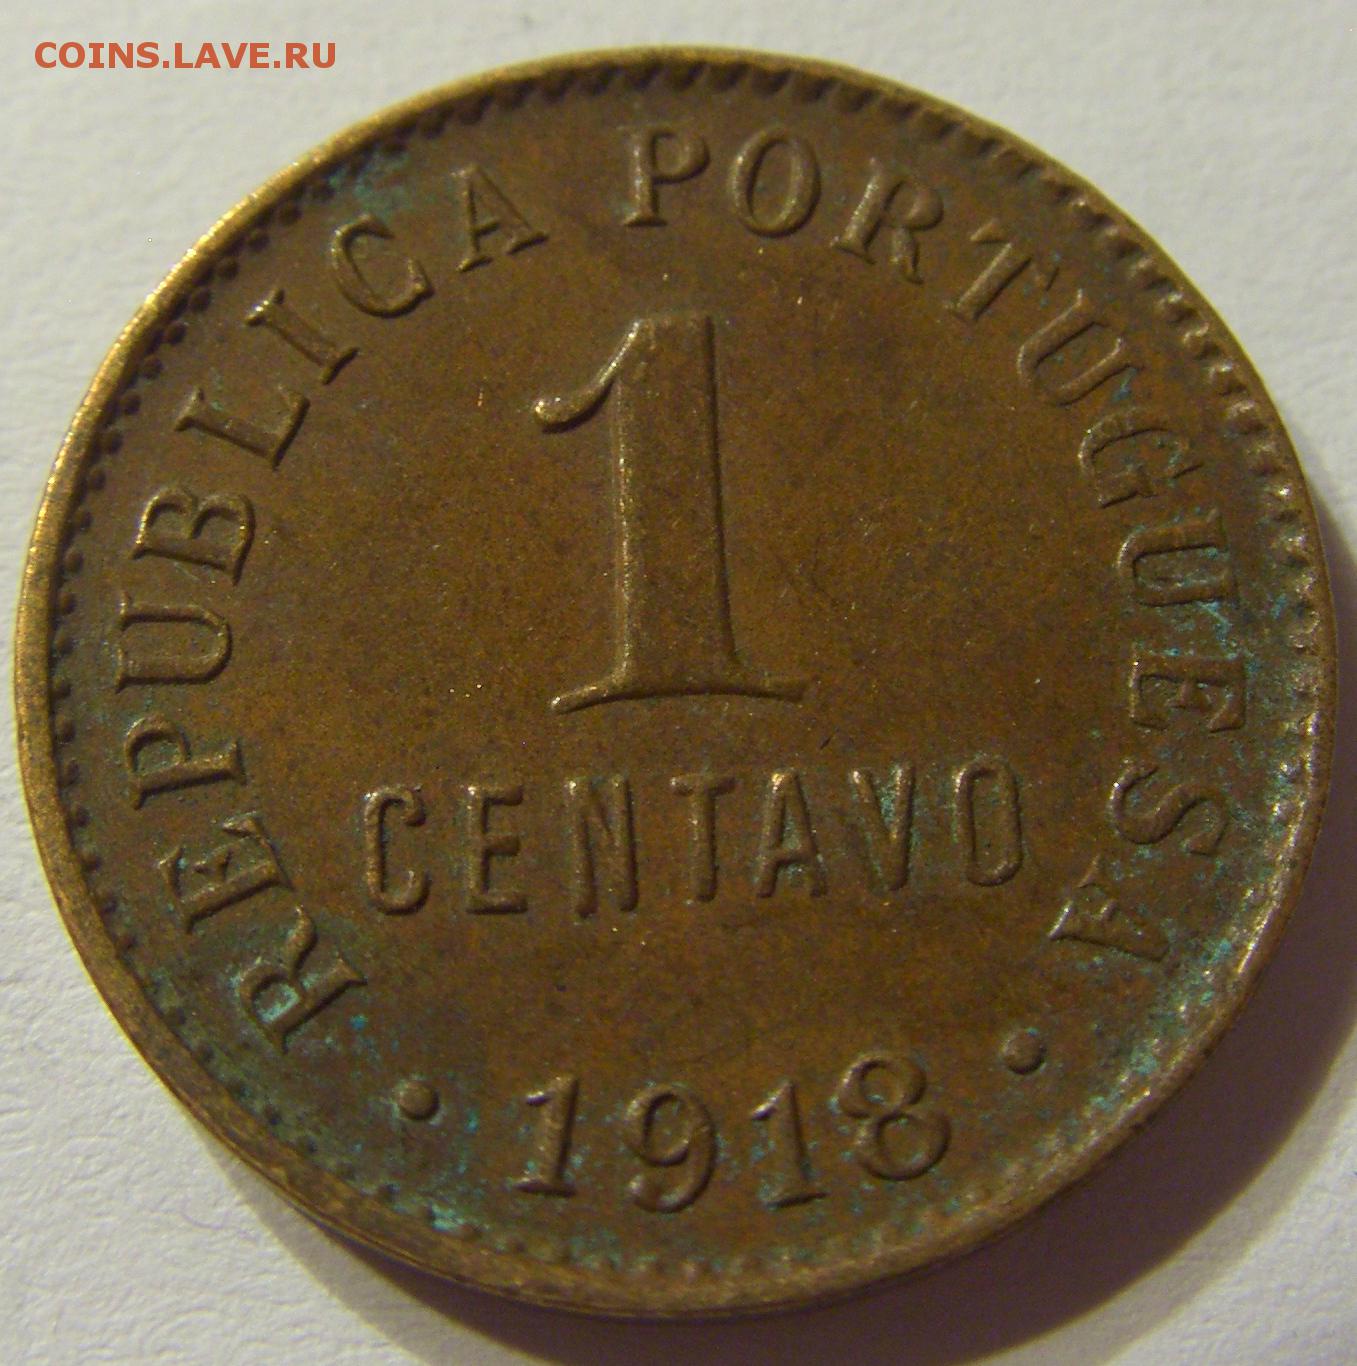 COINS.LAVE.RU
REPUBLICA PORTUGUESA
1
CENTAVO
• 1918 •